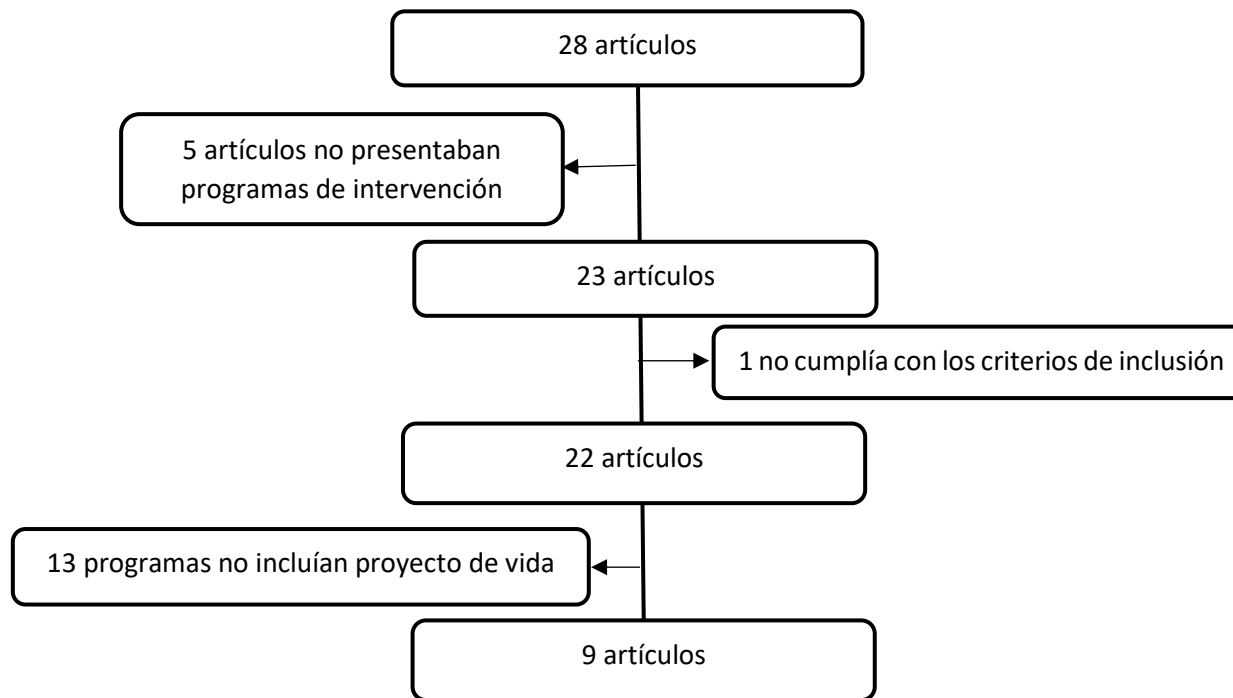 28 artículos
5 artículos no presentaban
programas de intervención
23 artículos
1 no cumplía con los criterios de inclusión
22 artículos
13 programas no incluían proyecto de vida
9 artículos